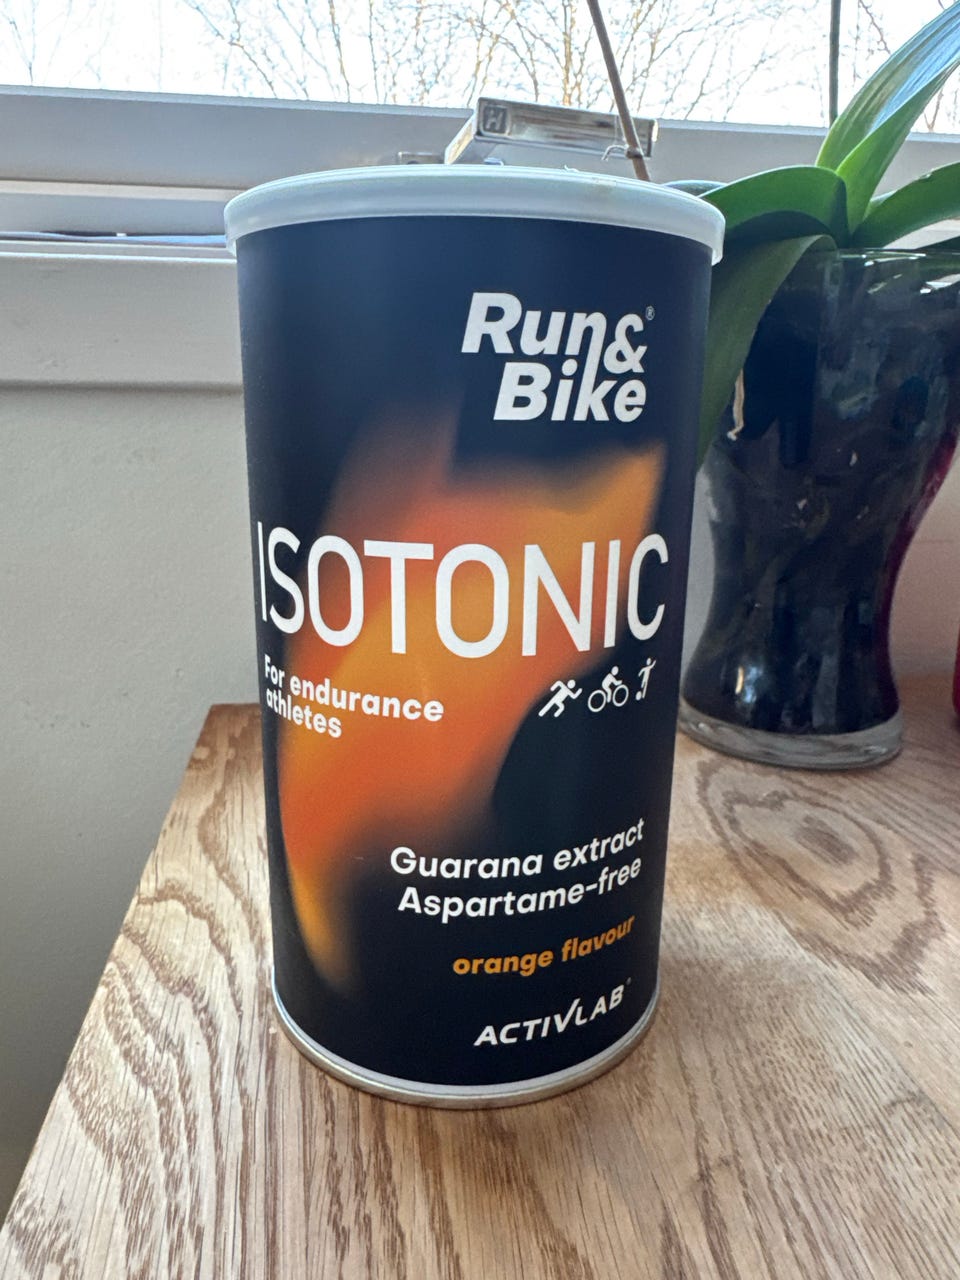 Run&®
Bike
ISOTONIC
For endurance
athletes
Guarana extract
Aspartame-free
orange flavour
ACTIVLAB®
H